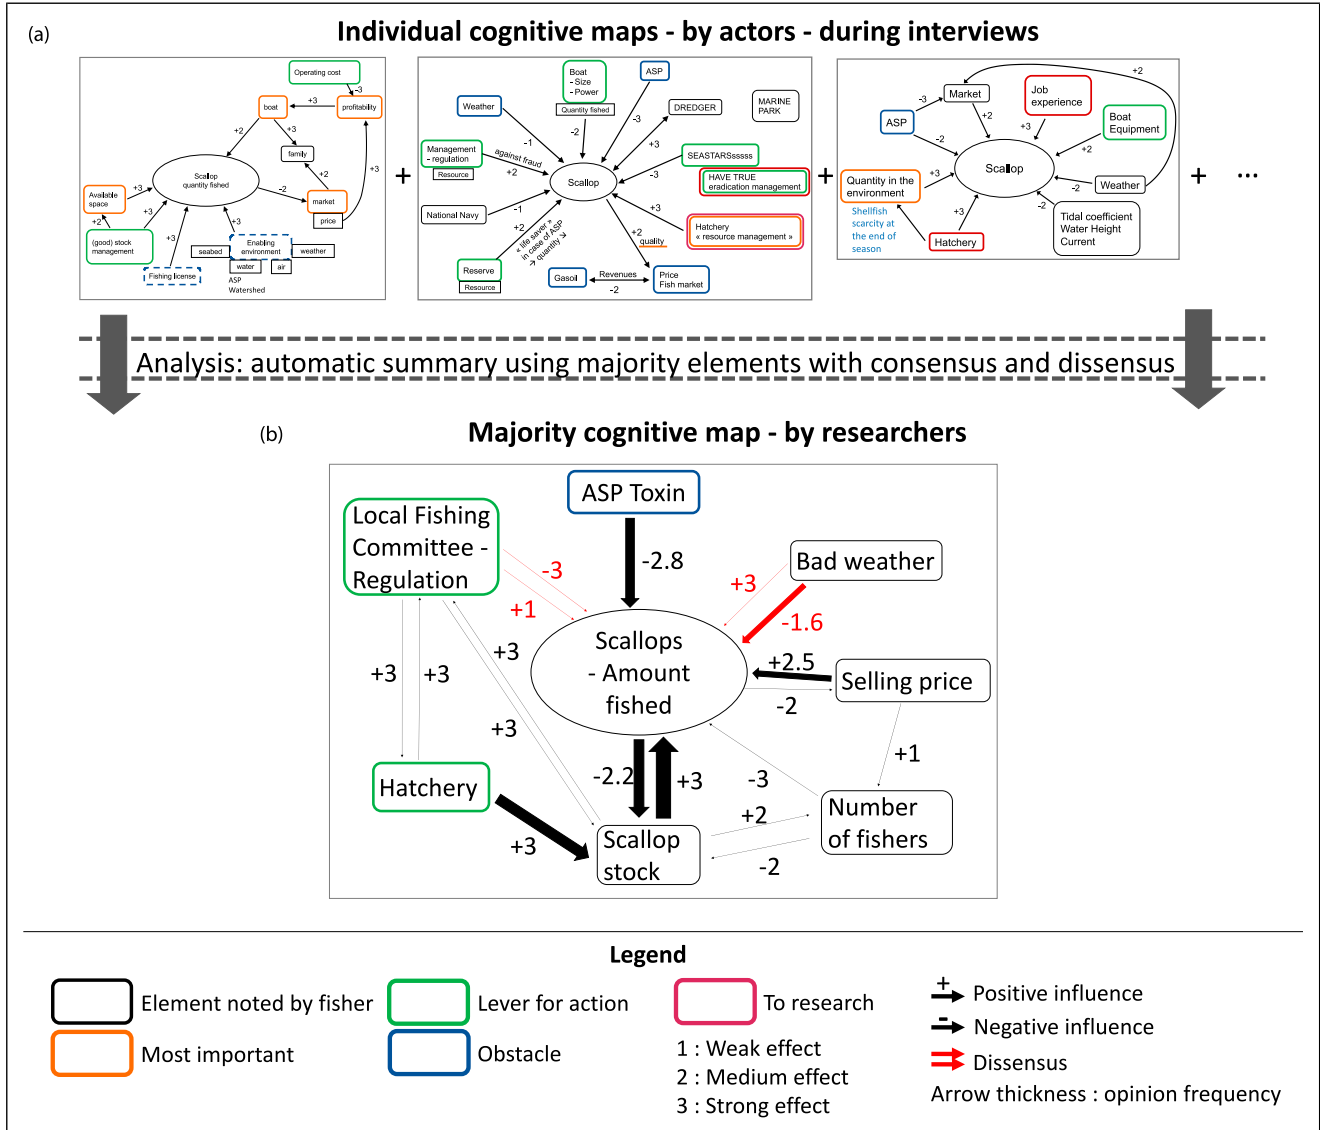 (a)
Individual cognitive maps - by actors - during interviews
Operating cost
-3
boat
+3
profitability
+2
+3
family
+3
+2
Scallop
quantity fished
-2
market
price
Available
space
+3
+2
+3
(good) stock
management
+3
+3
Fishing license
Enabling
environment
seabed
weather
water
air
ASP
Watershed
+
Boat
- Size
- Power
Quantity fished
ASP
Weather
DREDGER
MARINE
PARK
-2
-3
-1
+3
Management
- regulation
Resource
against fraud
+2
SEASTARSsssss
-3
HAVE TRUE
eradication management
Scallop
National Navy
-1
+3
Hatchery
« resource management »
+2
« life saver »
in case of ASP
→ quantity ↘
+2
quality
Reserve
Resource
Gasoil
Revenues
-2
Price
Fish market
+
+2
Market
-3
ASP
+2
-2
Job
experience
+3
Boat
Equipment
+2
Scallop
Quantity in the
environment
+3
Shellfish
scarcity at
the end of
season
-2
Weather
-2
Tidal coefficient
Water Height
Current
Hatchery
+3
+ ...
Analysis: automatic summary using majority elements with consensus and dissensus
(b)
Majority cognitive map - by researchers
ASP Toxin
Local Fishing
Committee -
Regulation
-2.8
Bad weather
-3
+1
+3
-1.6
Scallops
- Amount
fished
+3
+2.5
Selling price
-2
+3
+3
+3
+1
Hatchery
-2.2
+3
-3
Number
of fishers
+2
+3
Scallop
stock
-2
Legend
Element noted by fisher
Lever for action
To research
+
Positive influence
-
Negative influence
Most important
Obstacle
1 : Weak effect
2 : Medium effect
3 : Strong effect
Dissensus
Arrow thickness : opinion frequency